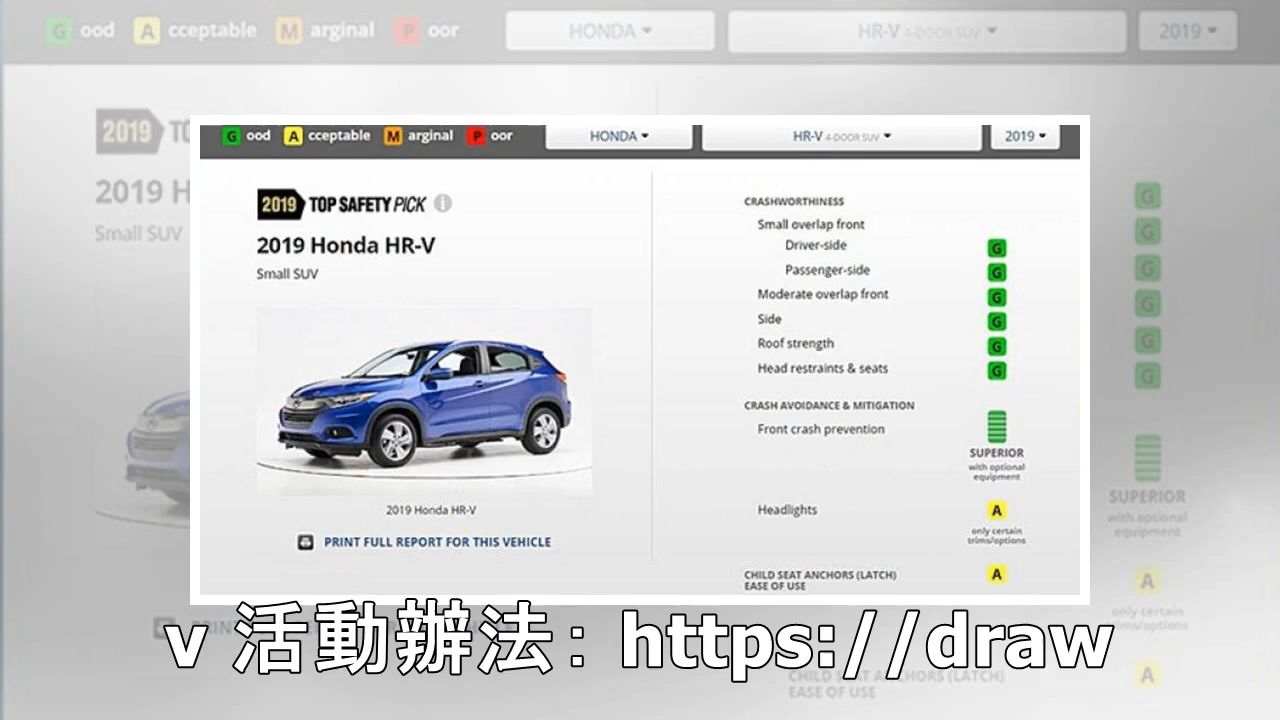 Good Acceptable Marginal Poor HONDA HR-V 4-DOOR SUV 2019
2019 TOP SAFETY PICK i
2019 Honda HR-V
Small SUV
2019 Honda HR-V
PRINT FULL REPORT FOR THIS VEHICLE
CRASHWORTHINESS
Small overlap front
Driver-side G
Passenger-side G
Moderate overlap front G
Side G
Roof strength G
Head restraints & seats G
CRASH AVOIDANCE & MITIGATION
Front crash prevention
SUPERIOR
with optional
equipment
Headlights A
only certain
trims/options
CHILD SEAT ANCHORS (LATCH) A
EASE OF USE
v 活動辦法：https://draw